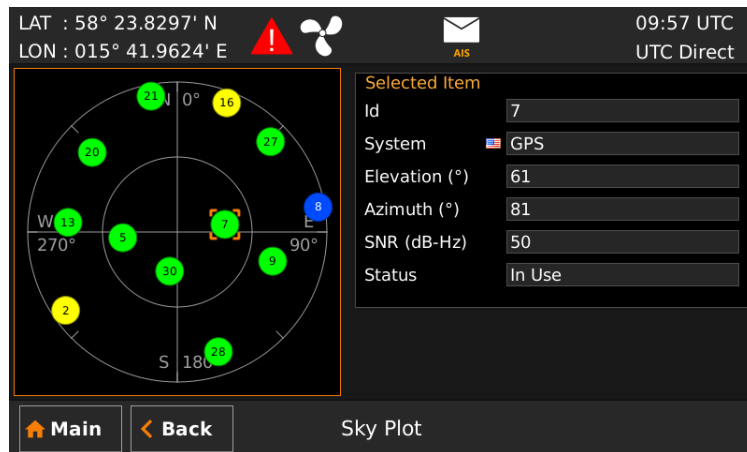 LAT : 58° 23.8297' N
LON : 015° 41.9624' E
AIS
09:57 UTC
UTC Direct
21
N 0°
16
20
27
W
13
270°
5
7
8
E
90°
9
30
2
28
S 180°
Selected Item
Id 7
System GPS
Elevation (°) 61
Azimuth (°) 81
SNR (dB-Hz) 50
Status In Use
Main
Back
Sky Plot